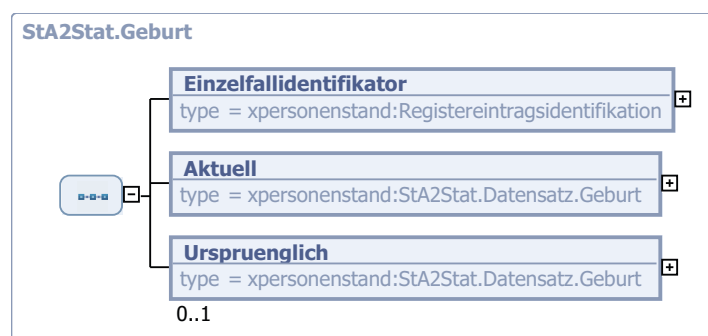 StA2Stat.Geburt
Einzelfallidentifikator
type = xpersonenstand:Registereintragsidentifikation
Aktuell
type = xpersonenstand:StA2Stat.Datensatz.Geburt
Urspruenglich
type = xpersonenstand:StA2Stat.Datensatz.Geburt
0..1